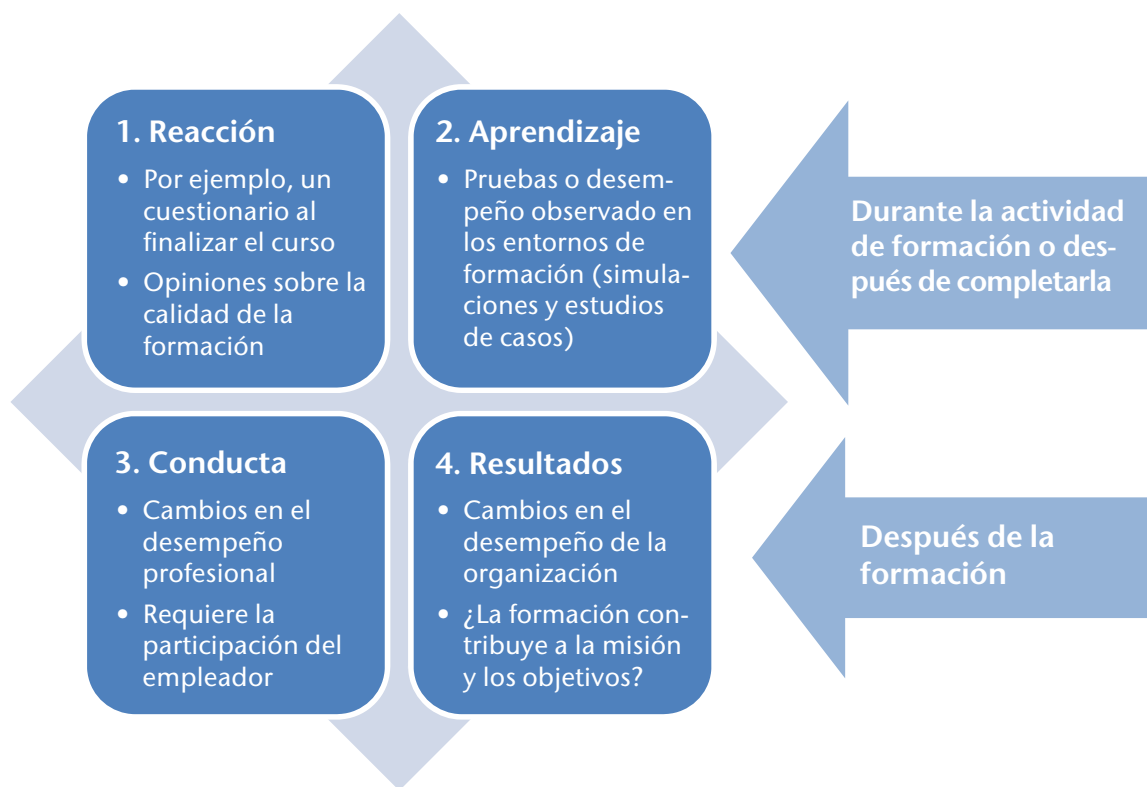 1. Reacción
• Por ejemplo, un
cuestionario al
finalizar el curso
• Opiniones sobre la
calidad de la
formación
2. Aprendizaje
• Pruebas o desem-
peño observado en
los entornos de
formación (simula-
ciones y estudios
de casos)
Durante la actividad
de formación o des-
pués de completarla
3. Conducta
• Cambios en el
desempeño
profesional
• Requiere la
participación del
empleador
4. Resultados
• Cambios en el
desempeño de la
organización
• ¿La formación con-
tribuye a la misión
y los objetivos?
Después de la
formación